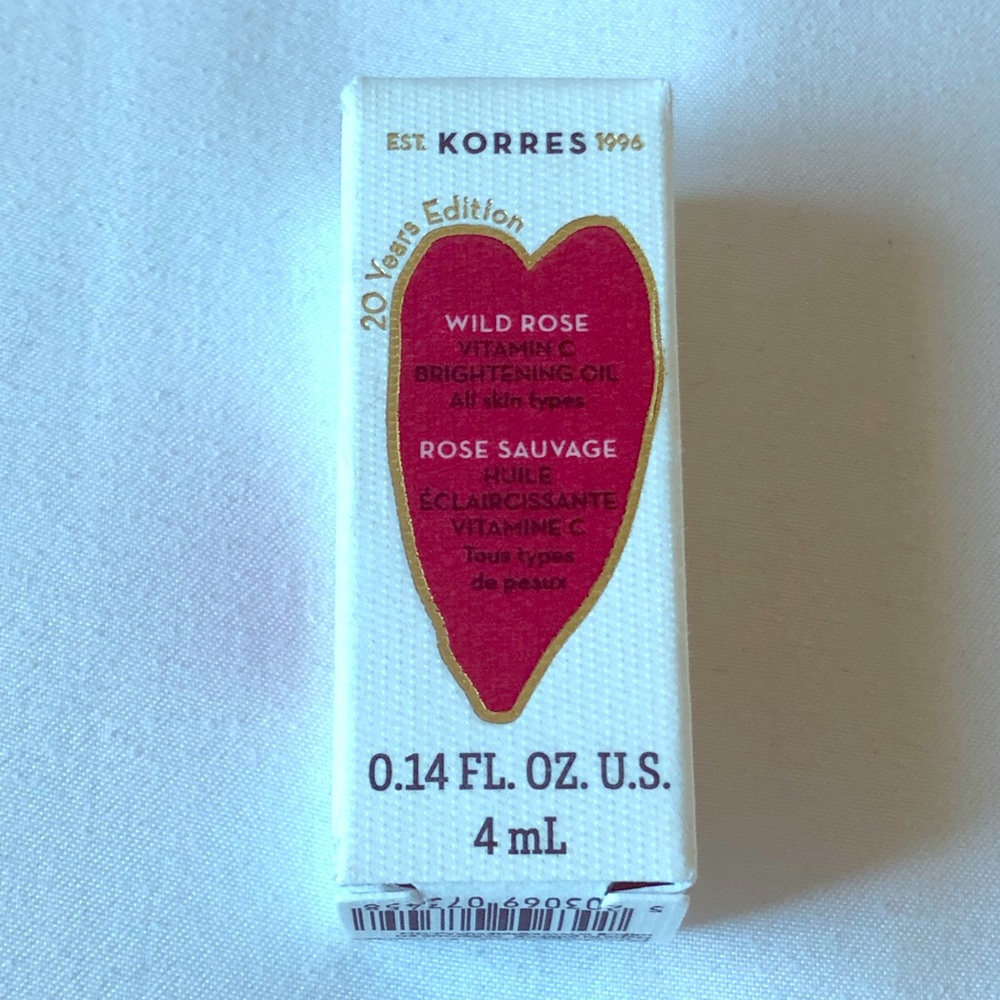 EST. KORRES 1996
20 Years Edition
WILD ROSE
VITAMIN C
BRIGHTENING OIL
All skin types
ROSE SAUVAGE
HUILE
ÉCLAIRCISSANTE
VITAMINE C
Tous types
de peaux
0.14 FL. OZ. U.S.
4 mL